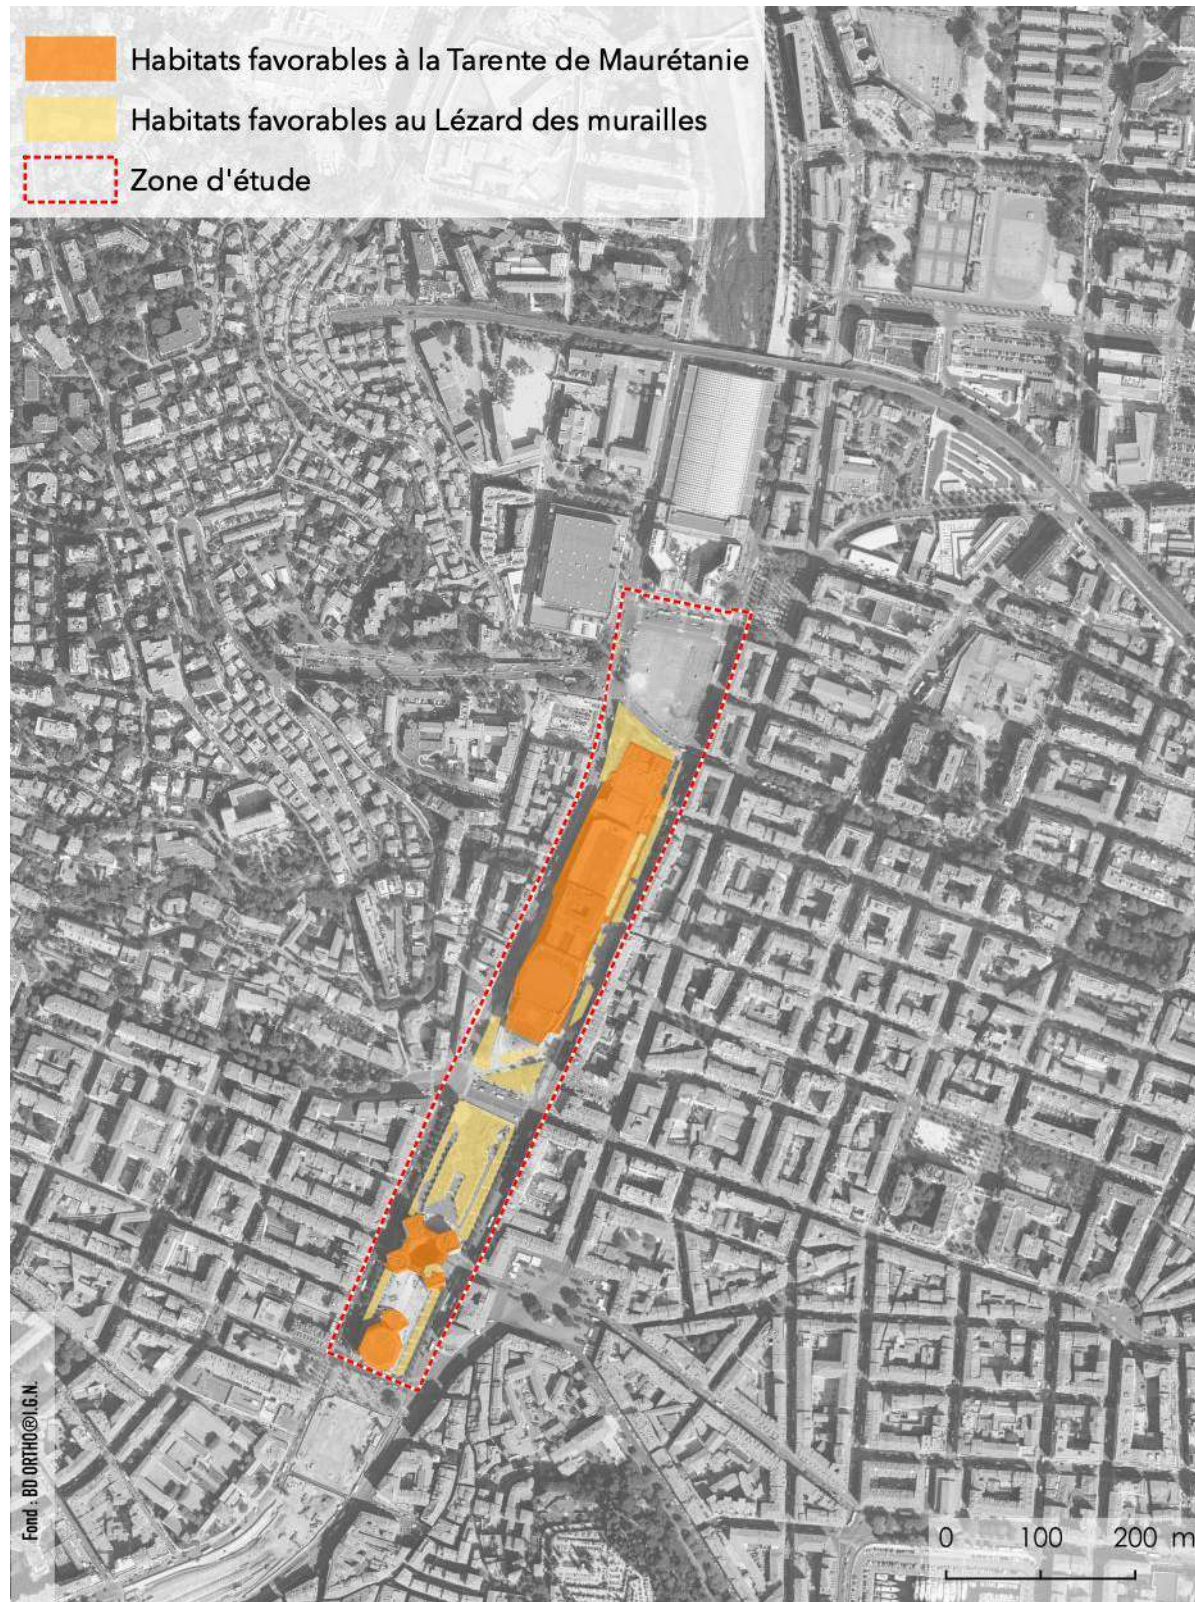 Habitats favorables à la Tarente de Maurétanie
Habitats favorables au Lézard des murailles
Zone d'étude
Fond : BD ORTHO®I.G.N.
0 100 200 m